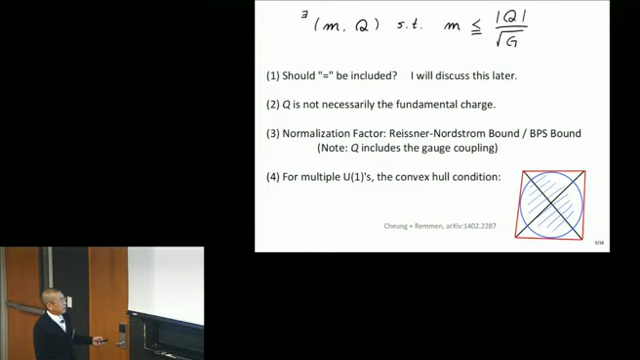 ∃ (m, Q) s.t. m ≦ |Q| / √G
(1) Should "=" be included? I will discuss this later.
(2) Q is not necessarily the fundamental charge.
(3) Normalization Factor: Reissner-Nordstrom Bound / BPS Bound
(Note: Q includes the gauge coupling)
(4) For multiple U(1)'s, the convex hull condition:
Cheung + Remmen, arXiv:1402.2287